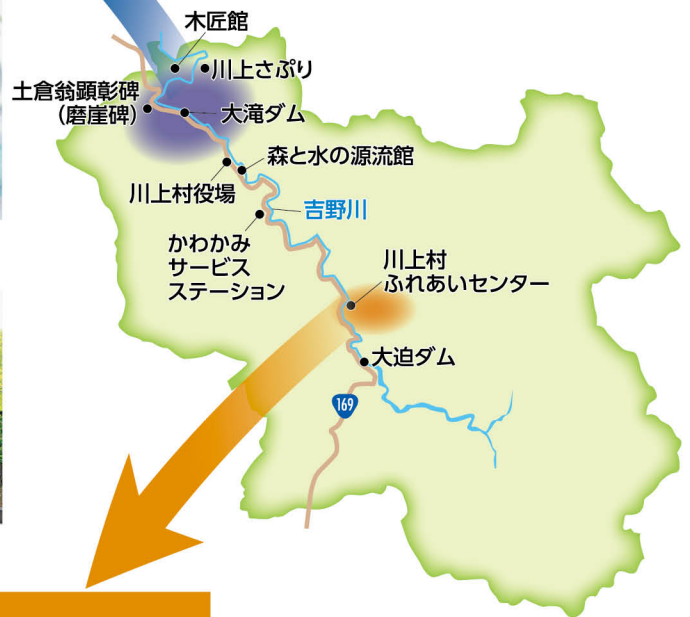 木匠館
川上さぷり
土倉翁顕彰碑
（磨崖碑）
大滝ダム
森と水の源流館
川上村役場
吉野川
かわかみ
サービス
ステーション
川上村
ふれあいセンター
大迫ダム
169